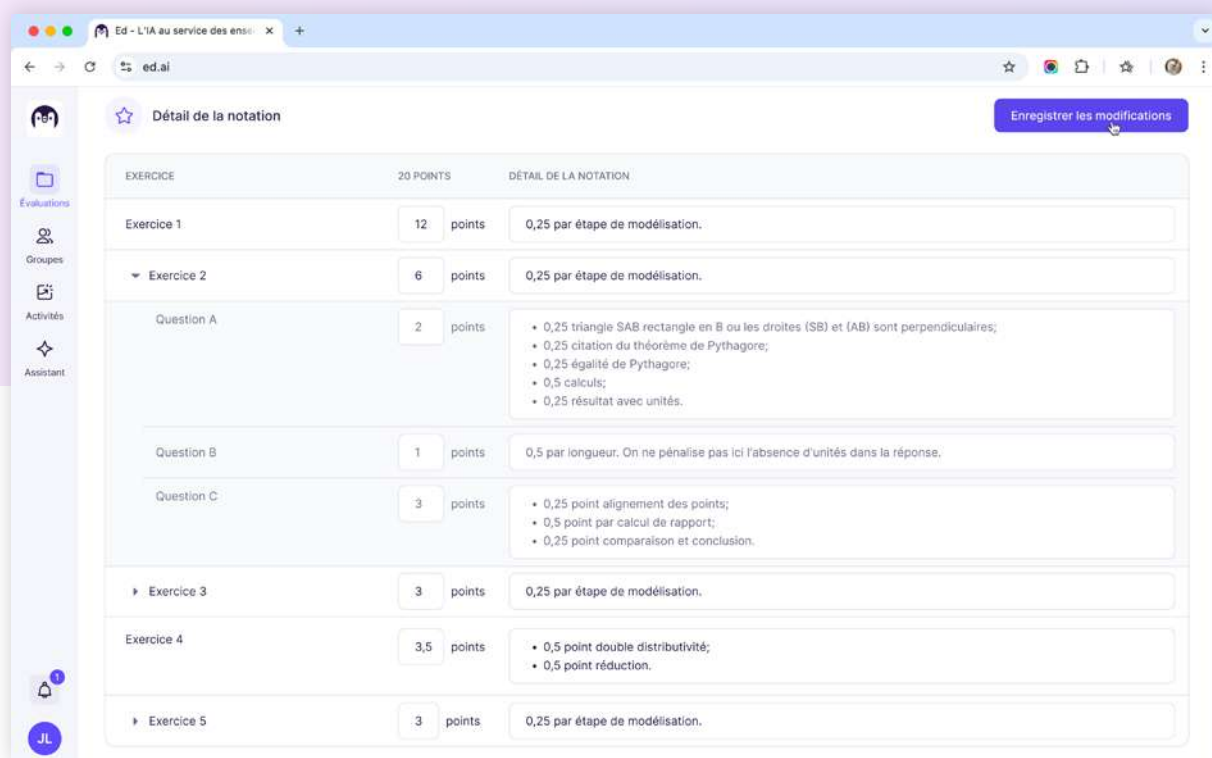 Ed - L'IA au service des ense
ed.ai
Détail de la notation
Enregistrer les modifications
Évaluations
Groupes
Activités
Assistant
1
JL
EXERCICE 20 POINTS DÉTAIL DE LA NOTATION
Exercice 1 12 points 0,25 par étape de modélisation.
Exercice 2 6 points 0,25 par étape de modélisation.
Question A 2 points
• 0,25 triangle SAB rectangle en B ou les droites (SB) et (AB) sont perpendiculaires;
• 0,25 citation du théorème de Pythagore;
• 0,25 égalité de Pythagore;
• 0,5 calculs;
• 0,25 résultat avec unités.
Question B 1 points 0,5 par longueur. On ne pénalise pas ici l'absence d'unités dans la réponse.
Question C 3 points
• 0,25 point alignement des points;
• 0,5 point par calcul de rapport;
• 0,25 point comparaison et conclusion.
Exercice 3 3 points 0,25 par étape de modélisation.
Exercice 4 3,5 points
• 0,5 point double distributivité;
• 0,5 point réduction.
Exercice 5 3 points 0,25 par étape de modélisation.